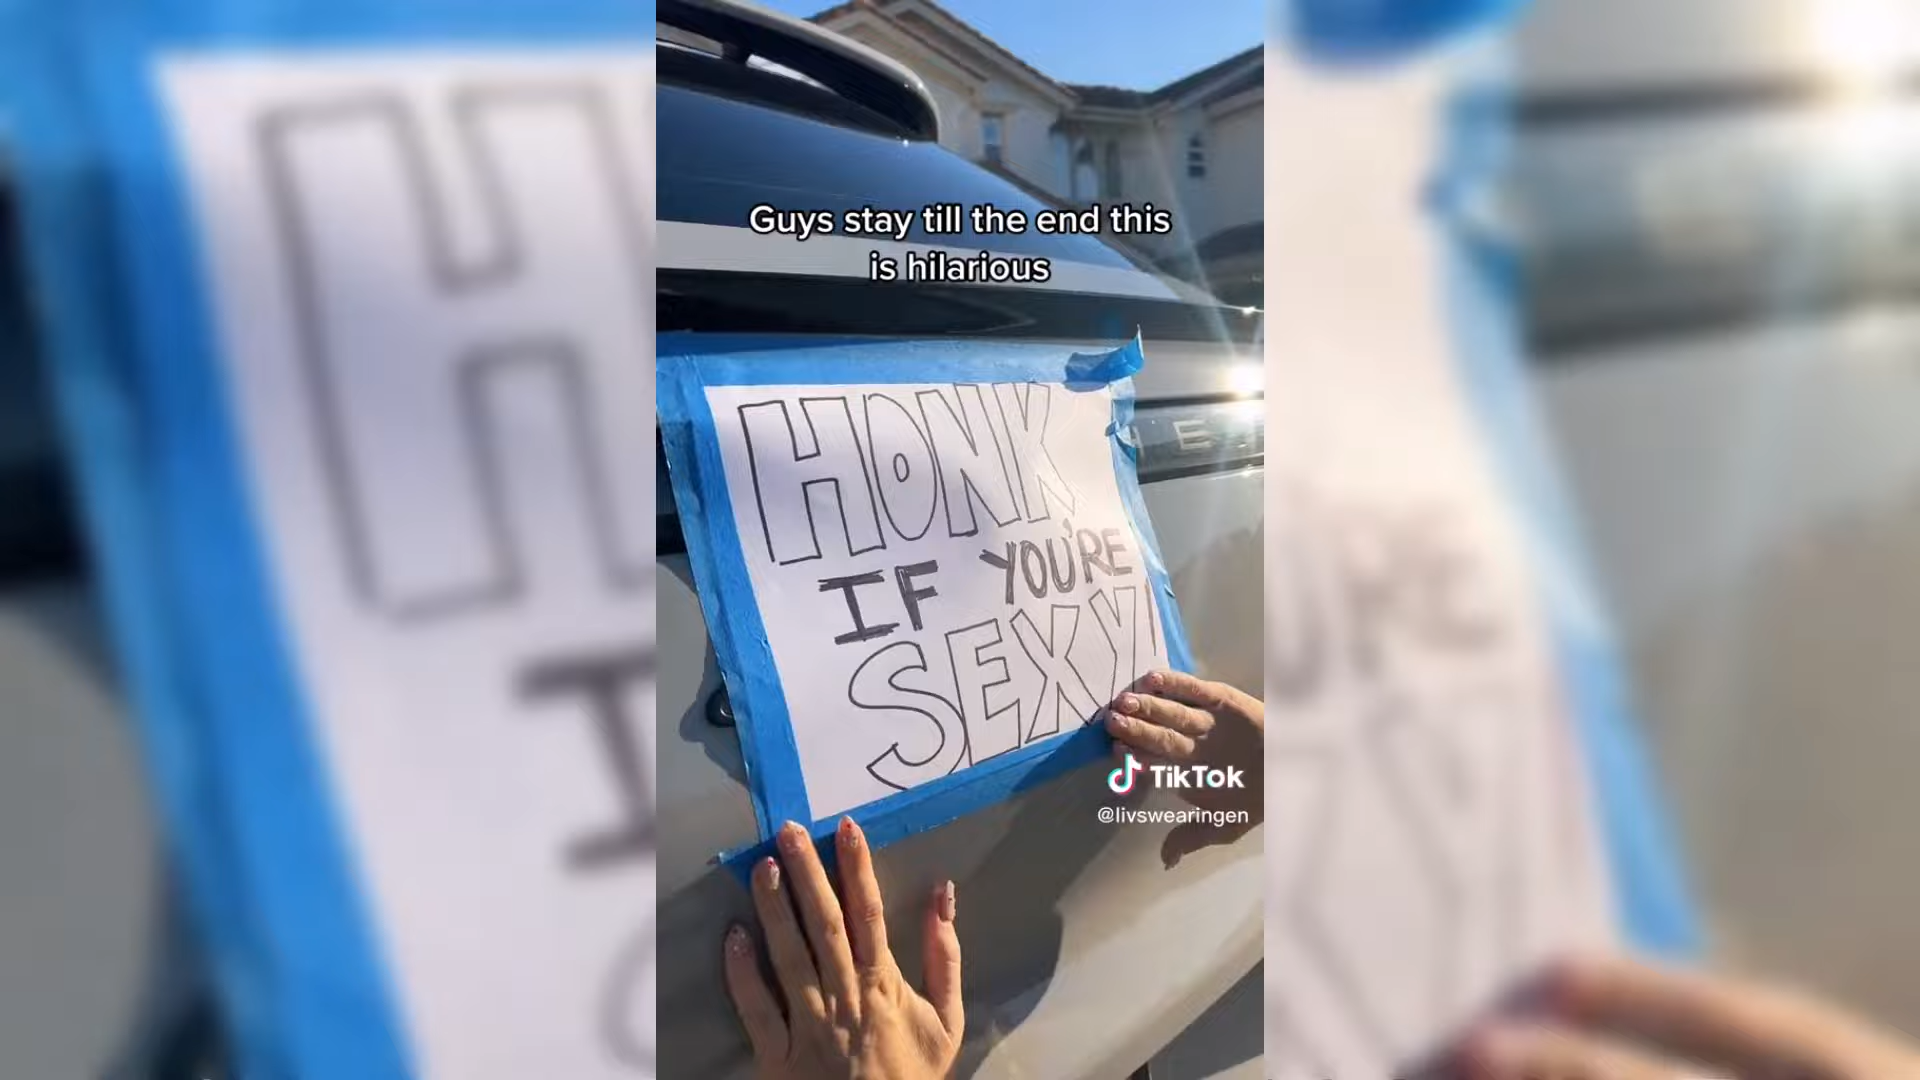 Guys stay till the end this
is hilarious
HONK
IF YOU'RE
SEXY!
TikTok
@livswearingen